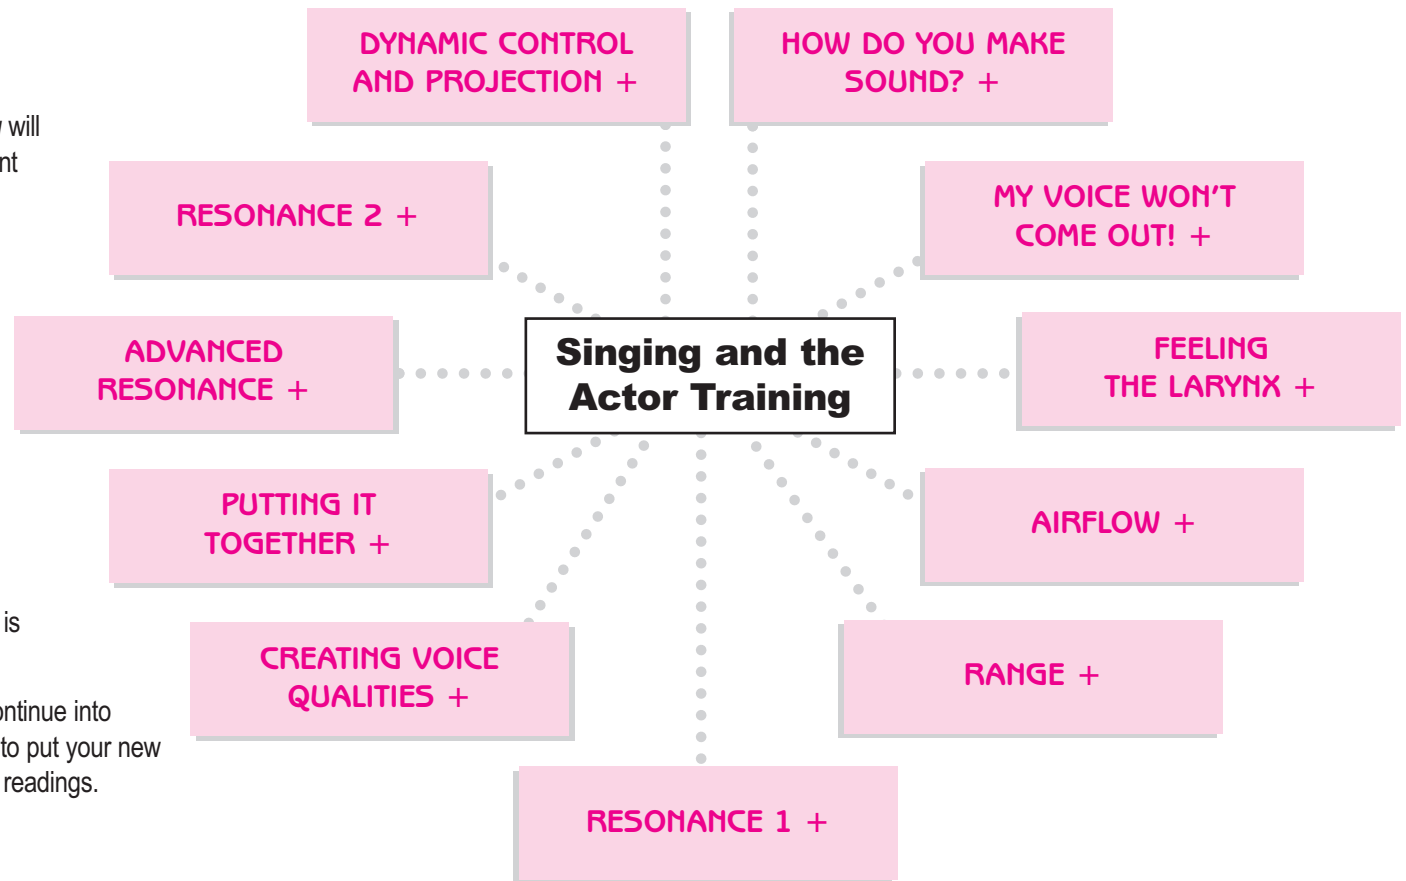 DYNAMIC CONTROL
AND PROJECTION +
HOW DO YOU MAKE
SOUND? +
will
nt
RESONANCE 2 +
MY VOICE WON'T
COME OUT! +
ADVANCED
RESONANCE +
Singing and the
Actor Training
FEELING
THE LARYNX +
PUTTING IT
TOGETHER +
AIRFLOW +
is
CREATING VOICE
QUALITIES +
RANGE +
ontinue into
to put your new
readings.
RESONANCE 1 +